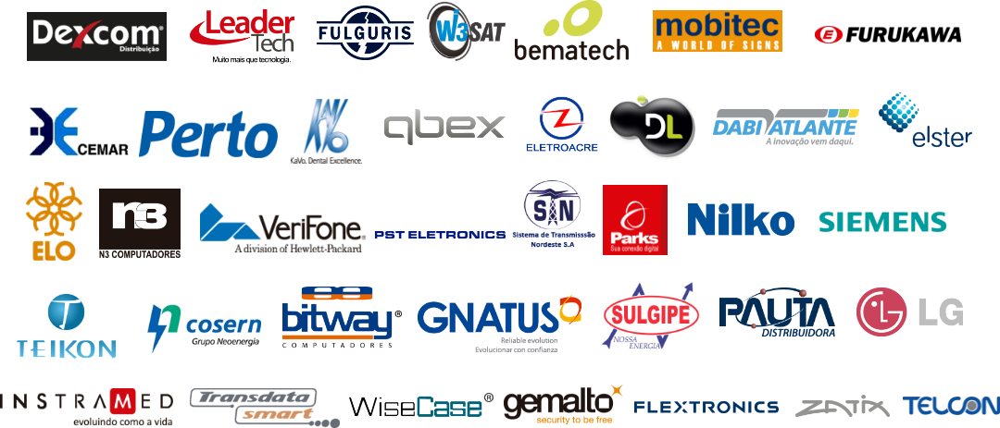 Dexcom
Distribuição
Leader
Tech
Muito mais que tecnologia.
FULGURIS
W3SAT
bematech
mobitec
A WORLD OF SIGNS
FURUKAWA
CEMAR
Perto
KaVo
KaVo. Dental Excellence.
qbex
ELETROACRE
DL
DABI ATLANTE
A inovação vem daqui.
elster
ELO
n3
N3 COMPUTADORES
VeriFone
A division of Hewlett-Packard
PST ELETRONICS
STN
Sistema de Transmisssão
Nordeste S.A
Parks
Sua conexão digital
Nilko
SIEMENS
TEIKON
cosern
Grupo Neoenergia
bitway
COMPUTADORES
GNATUS
Reliable evolution
Evolucionar con confianza
SULGIPE
NOSSA
ENERGIA
PAUTA
DISTRIBUIDORA
LG
INSTRAMED
evoluindo como a vida
Transdata
smart
WiseCase
gemalto
security to be free
FLEXTRONICS
ZATIX
TELCON